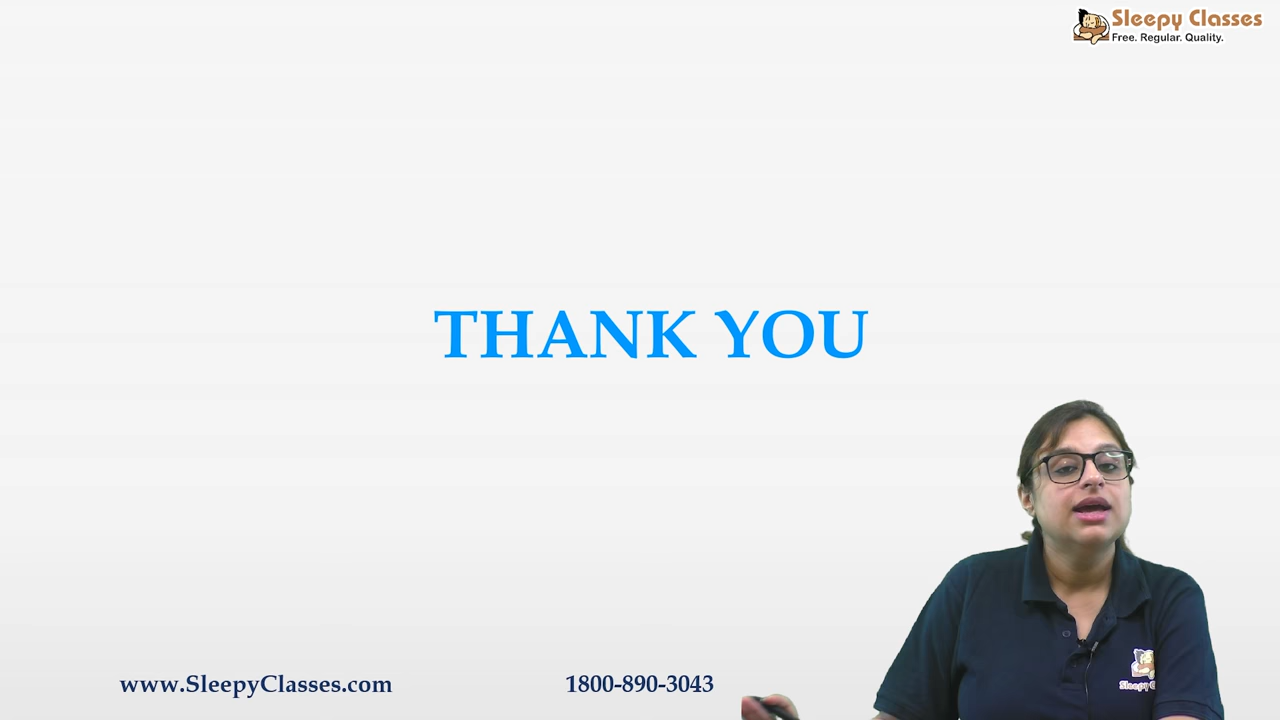 Sleepy Classes
Free. Regular. Quality.
THANK YOU
www.SleepyClasses.com
1800-890-3043